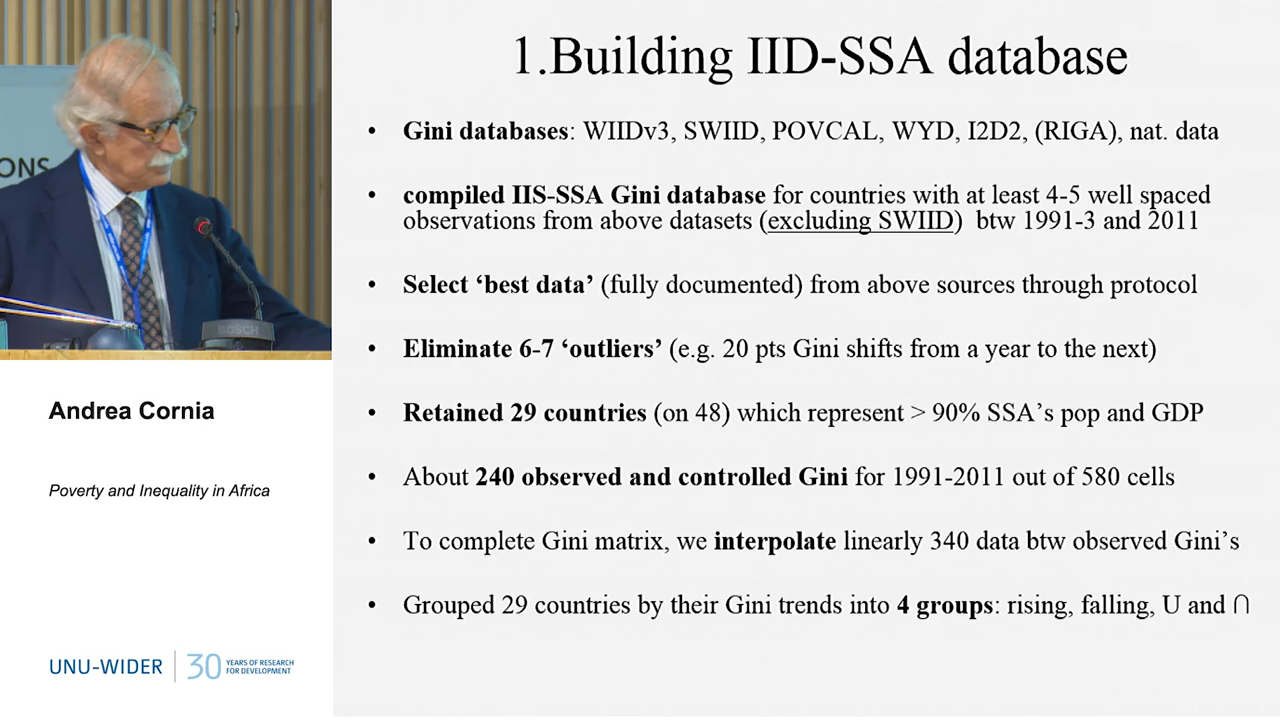 1.Building IID-SSA database
• Gini databases: WIIDv3, SWIID, POVCAL, WYD, I2D2, (RIGA), nat. data
• compiled IIS-SSA Gini database for countries with at least 4-5 well spaced
observations from above datasets (excluding SWIID) btw 1991-3 and 2011
• Select ‘best data’ (fully documented) from above sources through protocol
• Eliminate 6-7 ‘outliers’ (e.g. 20 pts Gini shifts from a year to the next)
• Retained 29 countries (on 48) which represent > 90% SSA’s pop and GDP
• About 240 observed and controlled Gini for 1991-2011 out of 580 cells
• To complete Gini matrix, we interpolate linearly 340 data btw observed Gini’s
• Grouped 29 countries by their Gini trends into 4 groups: rising, falling, U and ∩
ONS
BOSCH
Andrea Cornia
Poverty and Inequality in Africa
UNU-WIDER
30 YEARS OF RESEARCH
FOR DEVELOPMENT